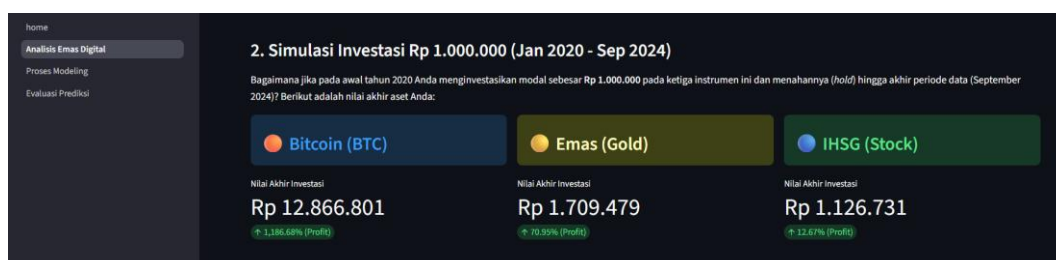 home
Analisis Emas Digital
Proses Modeling
Evaluasi Prediksi
2. Simulasi Investasi Rp 1.000.000 (Jan 2020 - Sep 2024)
Bagaimana jika pada awal tahun 2020 Anda menginvestasikan modal sebesar Rp 1.000.000 pada ketiga instrumen ini dan menahannya (hold) hingga akhir periode data (September
2024)? Berikut adalah nilai akhir aset Anda:
Bitcoin (BTC)
Nilai Akhir Investasi
Rp 12.866.801
↑ 1,186.68% (Profit)
Emas (Gold)
Nilai Akhir Investasi
Rp 1.709.479
↑ 70.95% (Profit)
IHSG (Stock)
Nilai Akhir Investasi
Rp 1.126.731
↑ 12.67% (Profit)